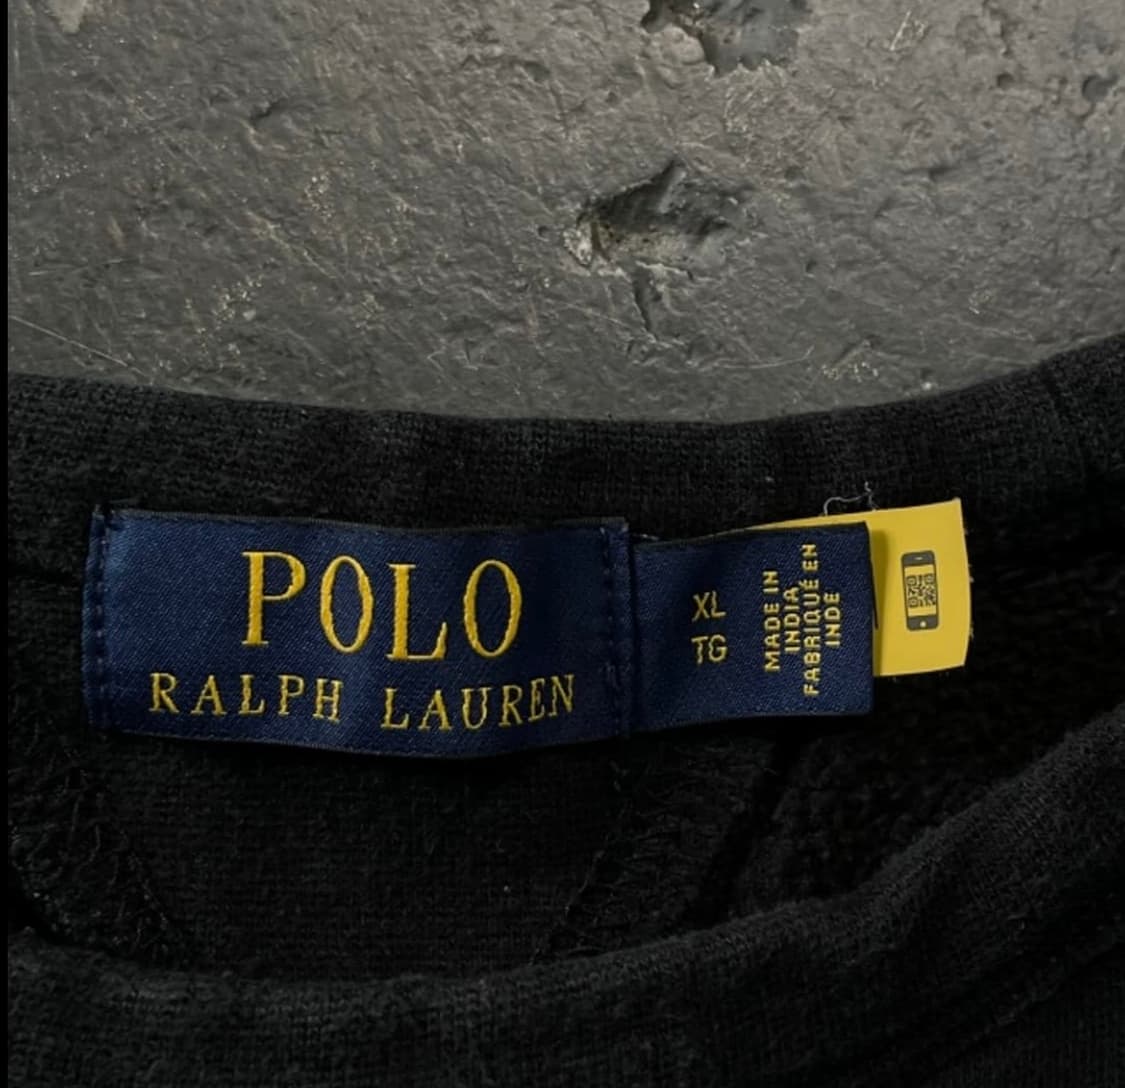 POLO
RALPH LAUREN
XL
TG
MADE IN
INDIA
FABRIQUÉ EN
INDE